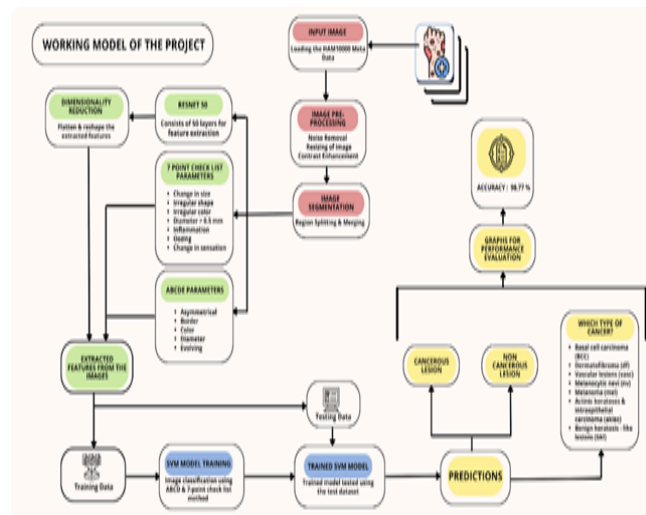 WORKING MODEL OF THE PROJECT
INPUT IMAGE
Loading the HAM10000 Meta
Data
IMAGE PRE-
PROCESSING
Noise Removal
Resizing of Image
Contrast Enhancement
IMAGE
SEGMENTATION
Region Splitting & Merging
DIMENSIONALITY
REDUCTION
Flatten & reshape the
extracted features
RESNET 50
Consists of 50 layers for
feature extraction
7 POINT CHECK LIST
PARAMETERS
Change in size
Irregular shape
Irregular color
Diameter > 6.5 mm
Inflammation
Oozing
Change in sensation
ABCDE PARAMETERS
Asymmetrical
Border
Color
Diameter
Evolving
EXTRACTED
FEATURES FROM THE
IMAGES
Training Data
SVM MODEL TRAINING
Image classification using
ABCD & 7-point check list
method
Testing Data
TRAINED SVM MODEL
Trained model tested using
the test dataset
PREDICTIONS
CANCEROUS
LESION
NON
CANCEROUS
LESION
WHICH TYPE OF
CANCER?
Basal cell carcinoma
(BCC)
Dermatofibroma (df)
Vascular lesions (vasc)
Melanocytic nevi (nv)
Melanoma (mel)
Actinic keratoses &
intraepithelial
carcinoma (akiec)
Benign keratosis - like
lesions (bkl)
GRAPHS FOR
PERFORMANCE
EVALUATION
ACCURACY : 98.77 %